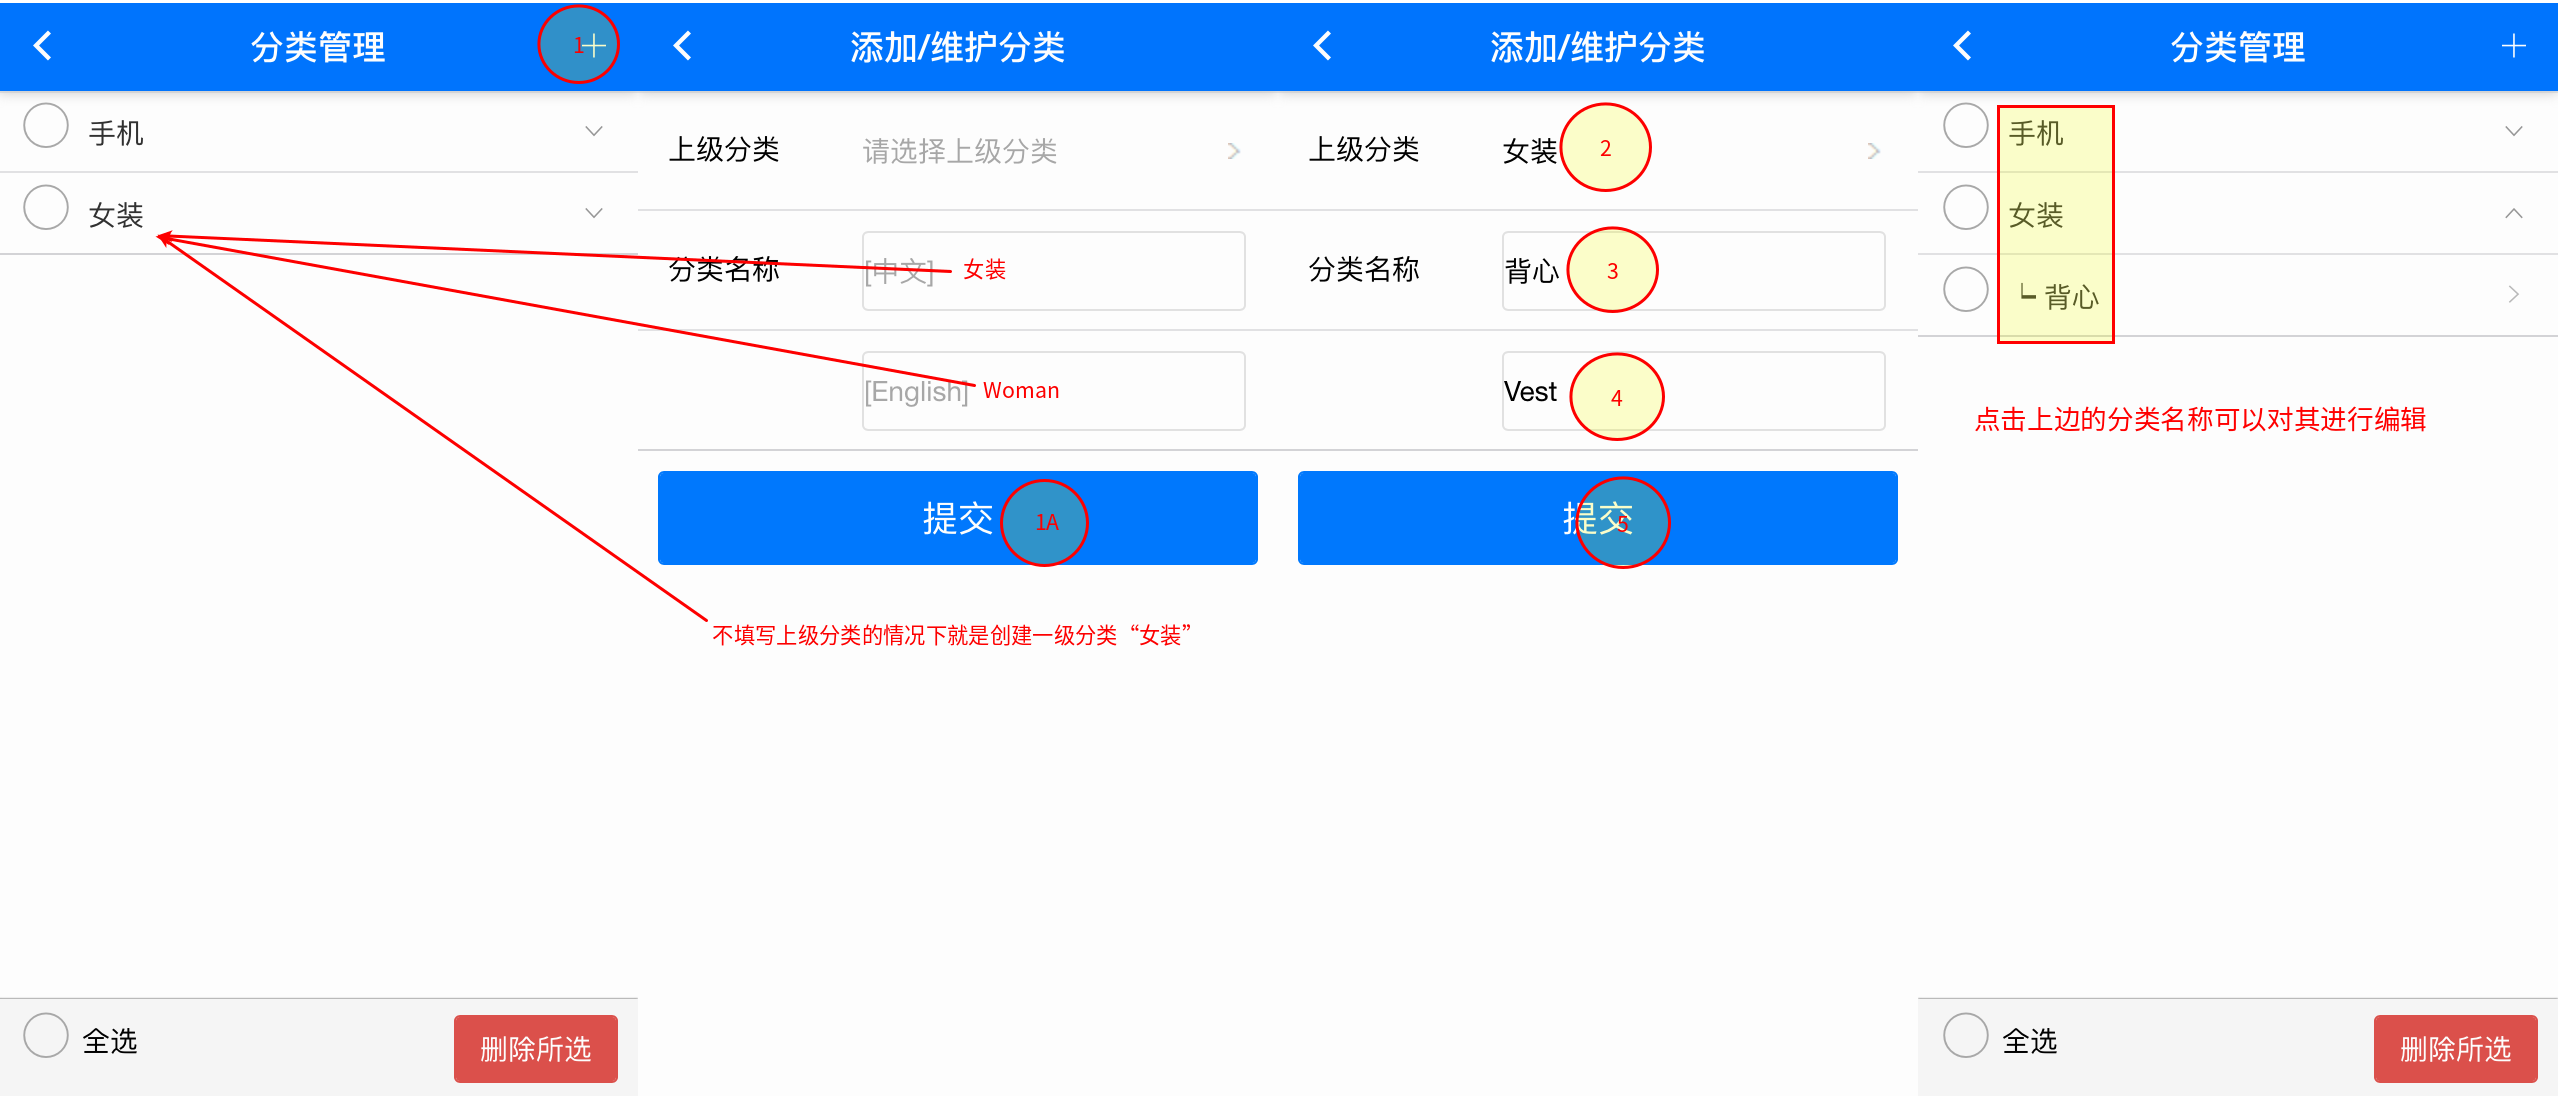 分类管理
1
手机
女装
全选
删除所选
添加/维护分类
上级分类
请选择上级分类
分类名称
[中文]
女装
[English]
Woman
提交
1A
不填写上级分类的情况下就是创建一级分类“女装”
添加/维护分类
上级分类
女装
2
分类名称
背心
3
Vest
4
提交
5
分类管理
手机
女装
背心
点击上边的分类名称可以对其进行编辑
全选
删除所选